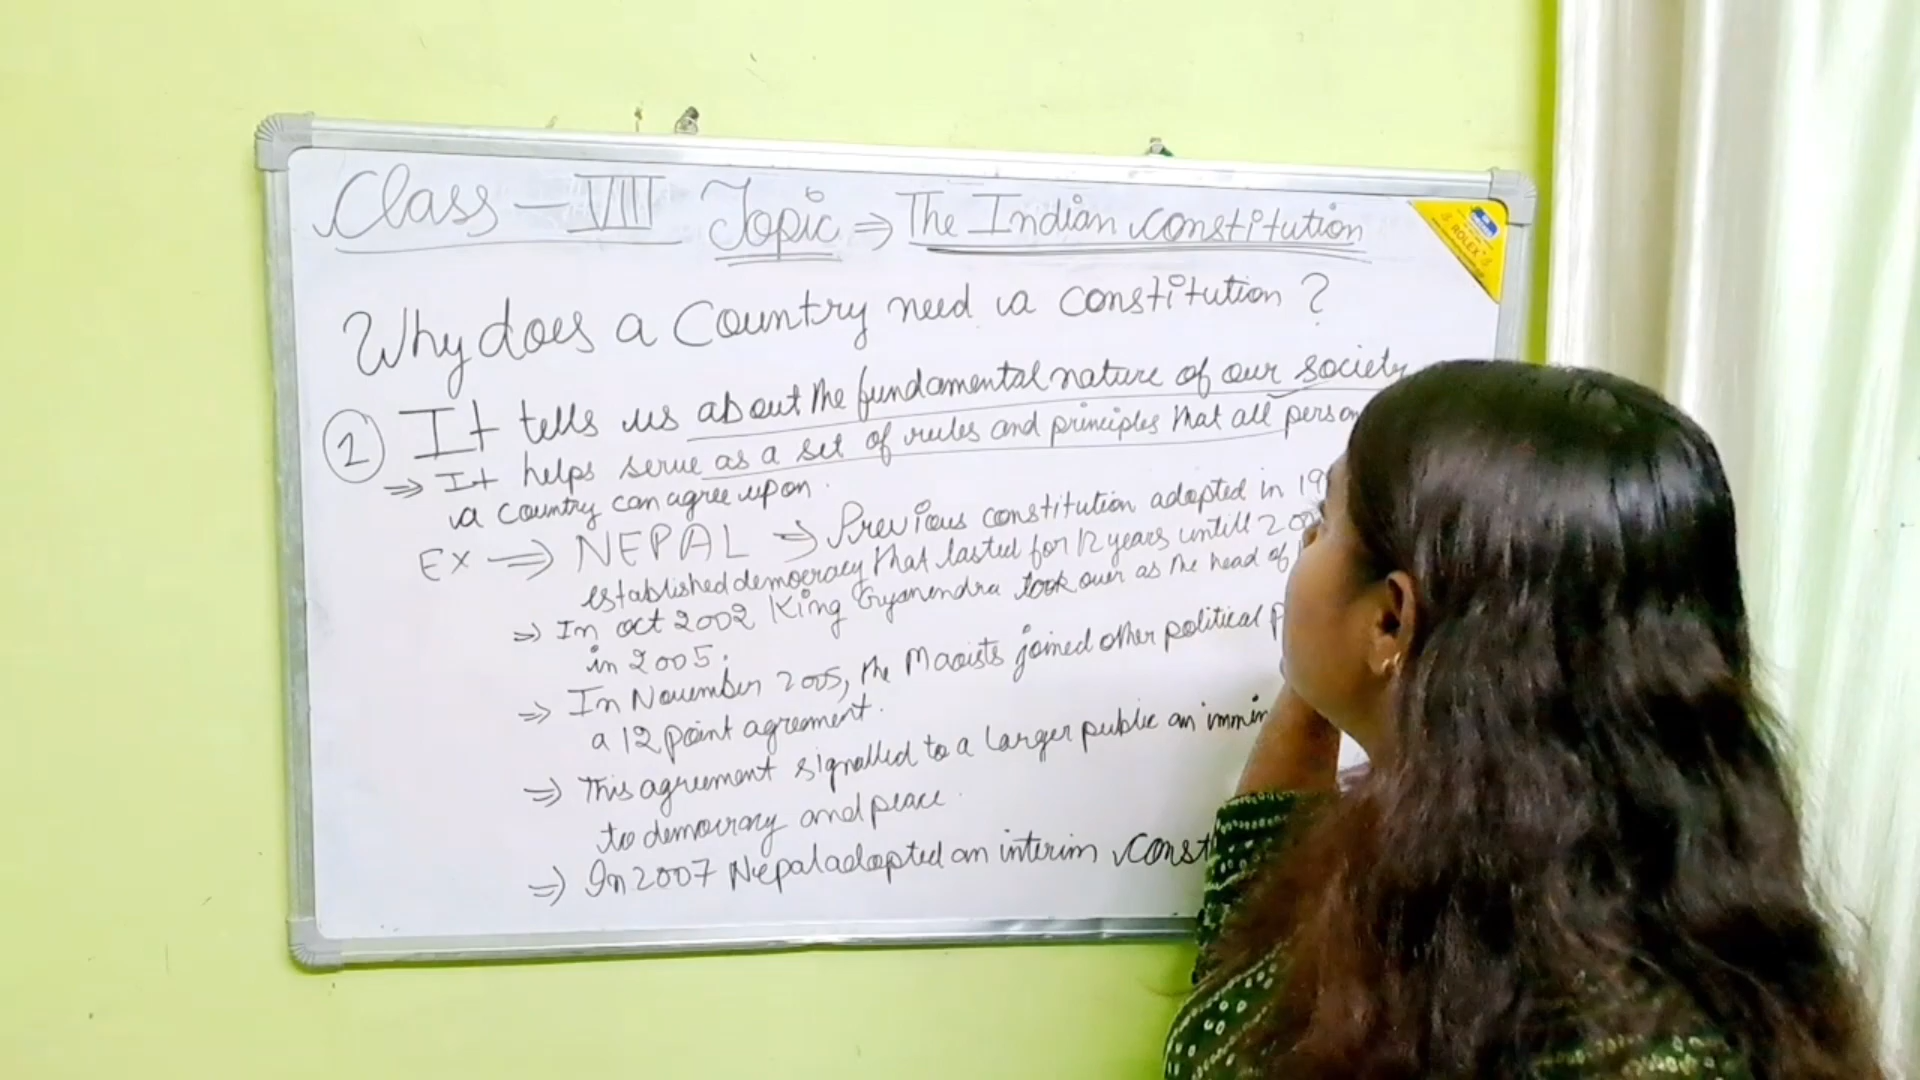 Class - VIII Topic ⇒ The Indian constitution
Why does a Country need a constitution ?
1 It tells us about the fundamental nature of our society
⇒ It helps serve as a set of rules and principles that all person
a country can agree upon.
Ex ⇒ NEPAL ⇒ Previous constitution adopted in 19
established democracy that lasted for 12 years untill 200
⇒ In oct 2002 King Gyanendra took over as the head of
in 2005.
⇒ In November 2005, the Maoists joined other political p
a 12 point agreement.
⇒ This agreement signalled to a larger public an immin
to democracy and peace.
⇒ In 2007 Nepal adopted an interim const
ROLEX